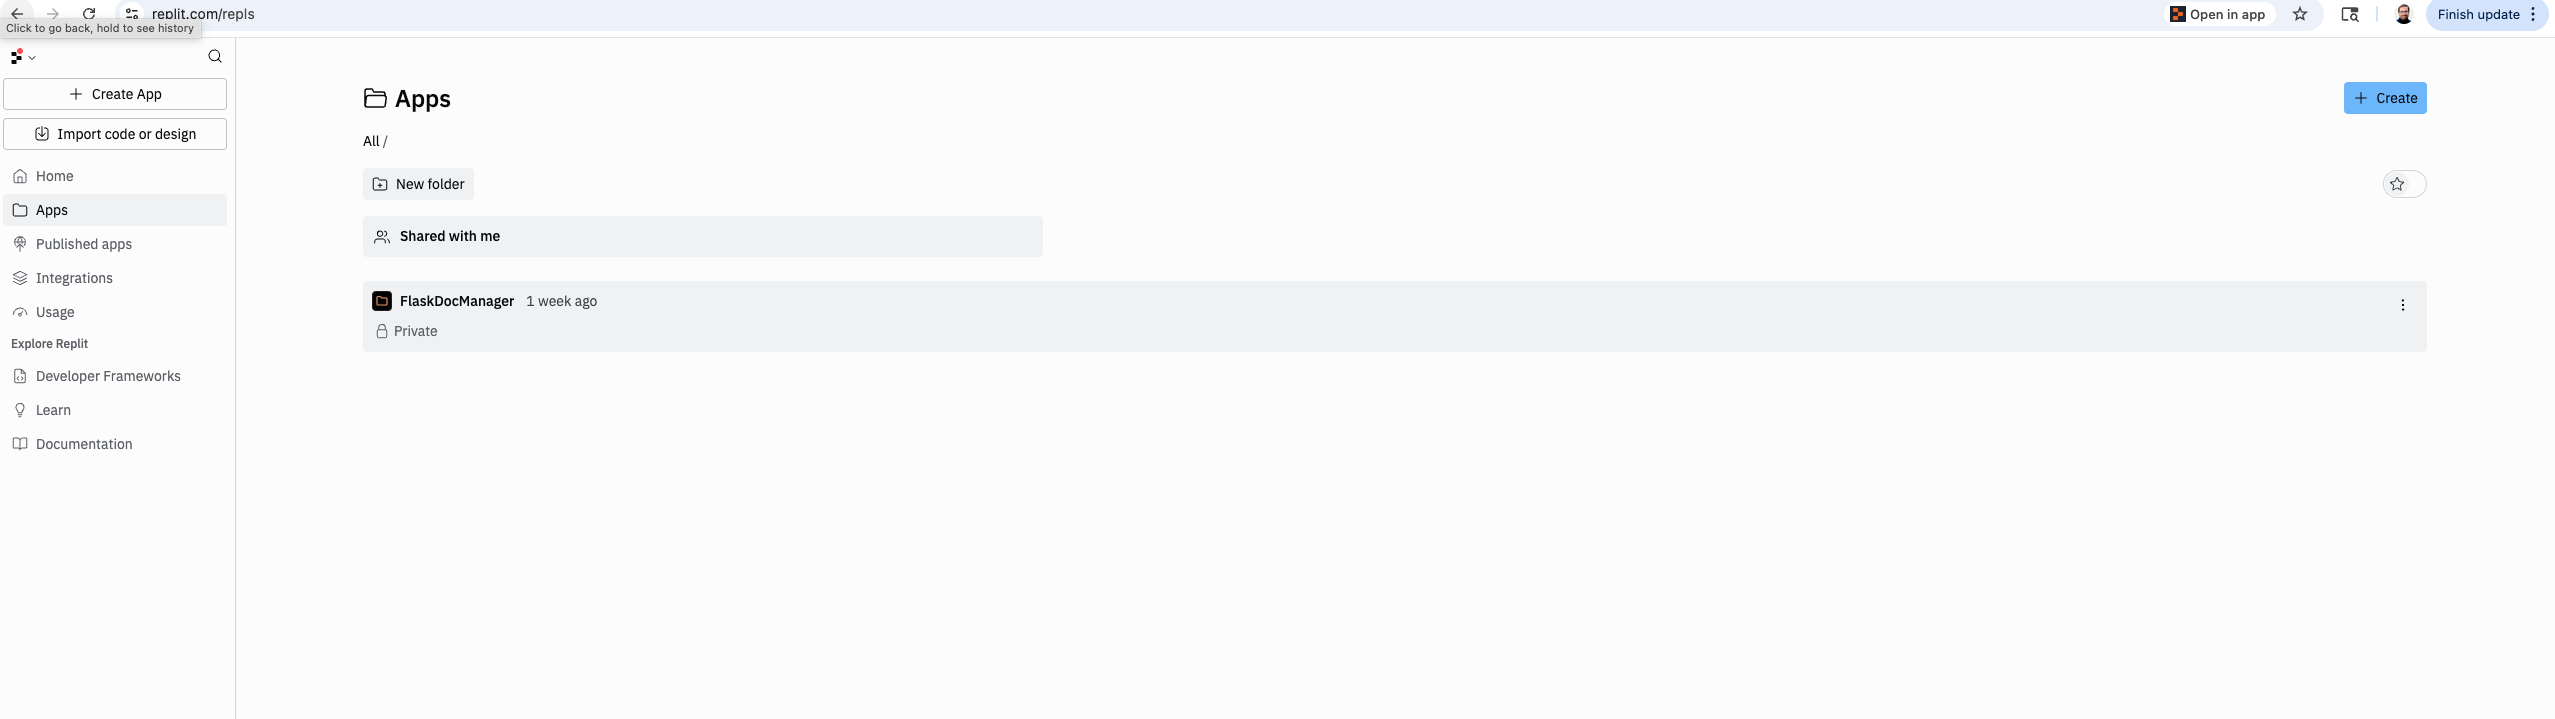 replit.com/repls
Open in app
Finish update
Click to go back, hold to see history
Create App
Import code or design
Home
Apps
Published apps
Integrations
Usage
Explore Replit
Developer Frameworks
Learn
Documentation
Apps
Create
All /
New folder
Shared with me
FlaskDocManager 1 week ago
Private